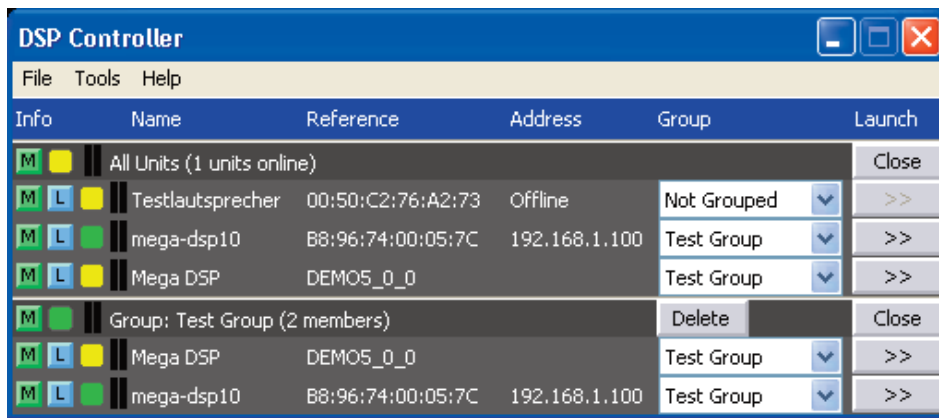 DSP Controller
File Tools Help
Info Name Reference Address Group Launch
M All Units (1 units online) Close
M L Testlautsprecher 00:50:C2:76:A2:73 Offline Not Grouped >>
M L mega-dsp10 B8:96:74:00:05:7C 192.168.1.100 Test Group >>
M L Mega DSP DEMO5_0_0 Test Group >>
M Group: Test Group (2 members) Delete Close
M L Mega DSP DEMO5_0_0 Test Group >>
M L mega-dsp10 B8:96:74:00:05:7C 192.168.1.100 Test Group >>